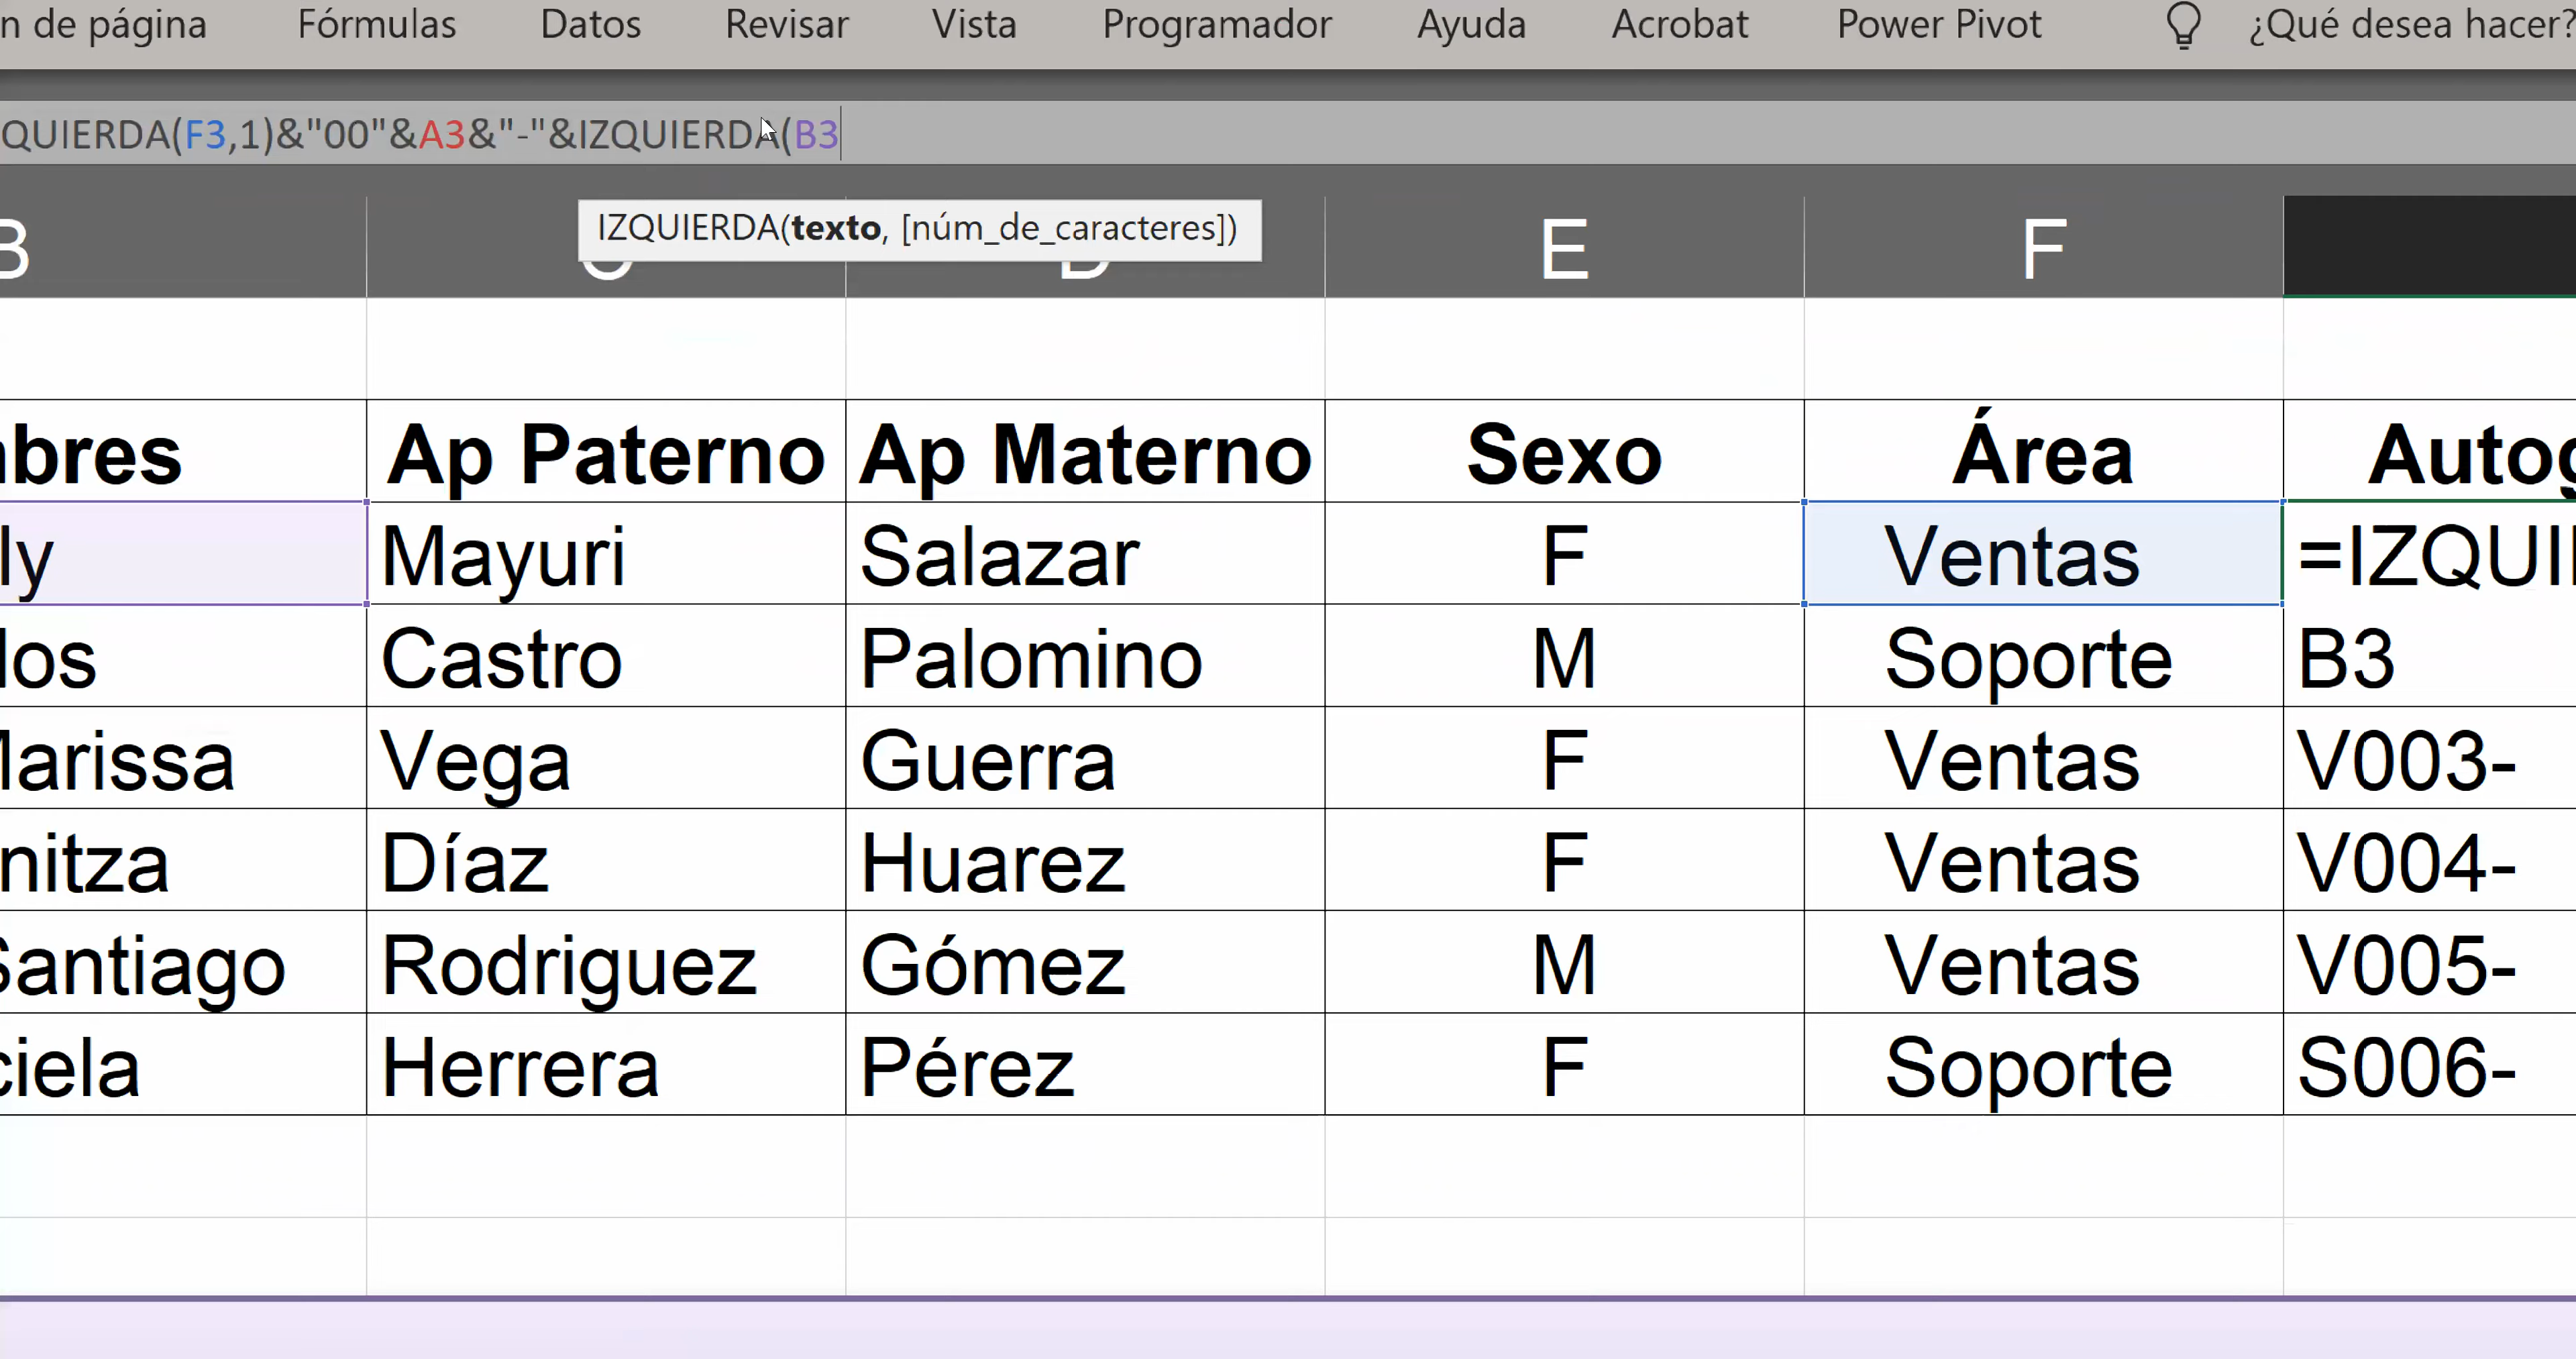 n de página Fórmulas Datos Revisar Vista Programador Ayuda Acrobat Power Pivot ¿Qué desea hacer?
QUIERDA(F3,1)&"00"&A3&"-"&IZQUIERDA(B3
IZQUIERDA(texto, [núm_de_caracteres])
B C D E F
bres Ap Paterno Ap Materno Sexo Área Autog
ly Mayuri Salazar F Ventas =IZQUI
los Castro Palomino M Soporte B3
Marissa Vega Guerra F Ventas V003-
nitza Díaz Huarez F Ventas V004-
Santiago Rodriguez Gómez M Ventas V005-
ciela Herrera Pérez F Soporte S006-